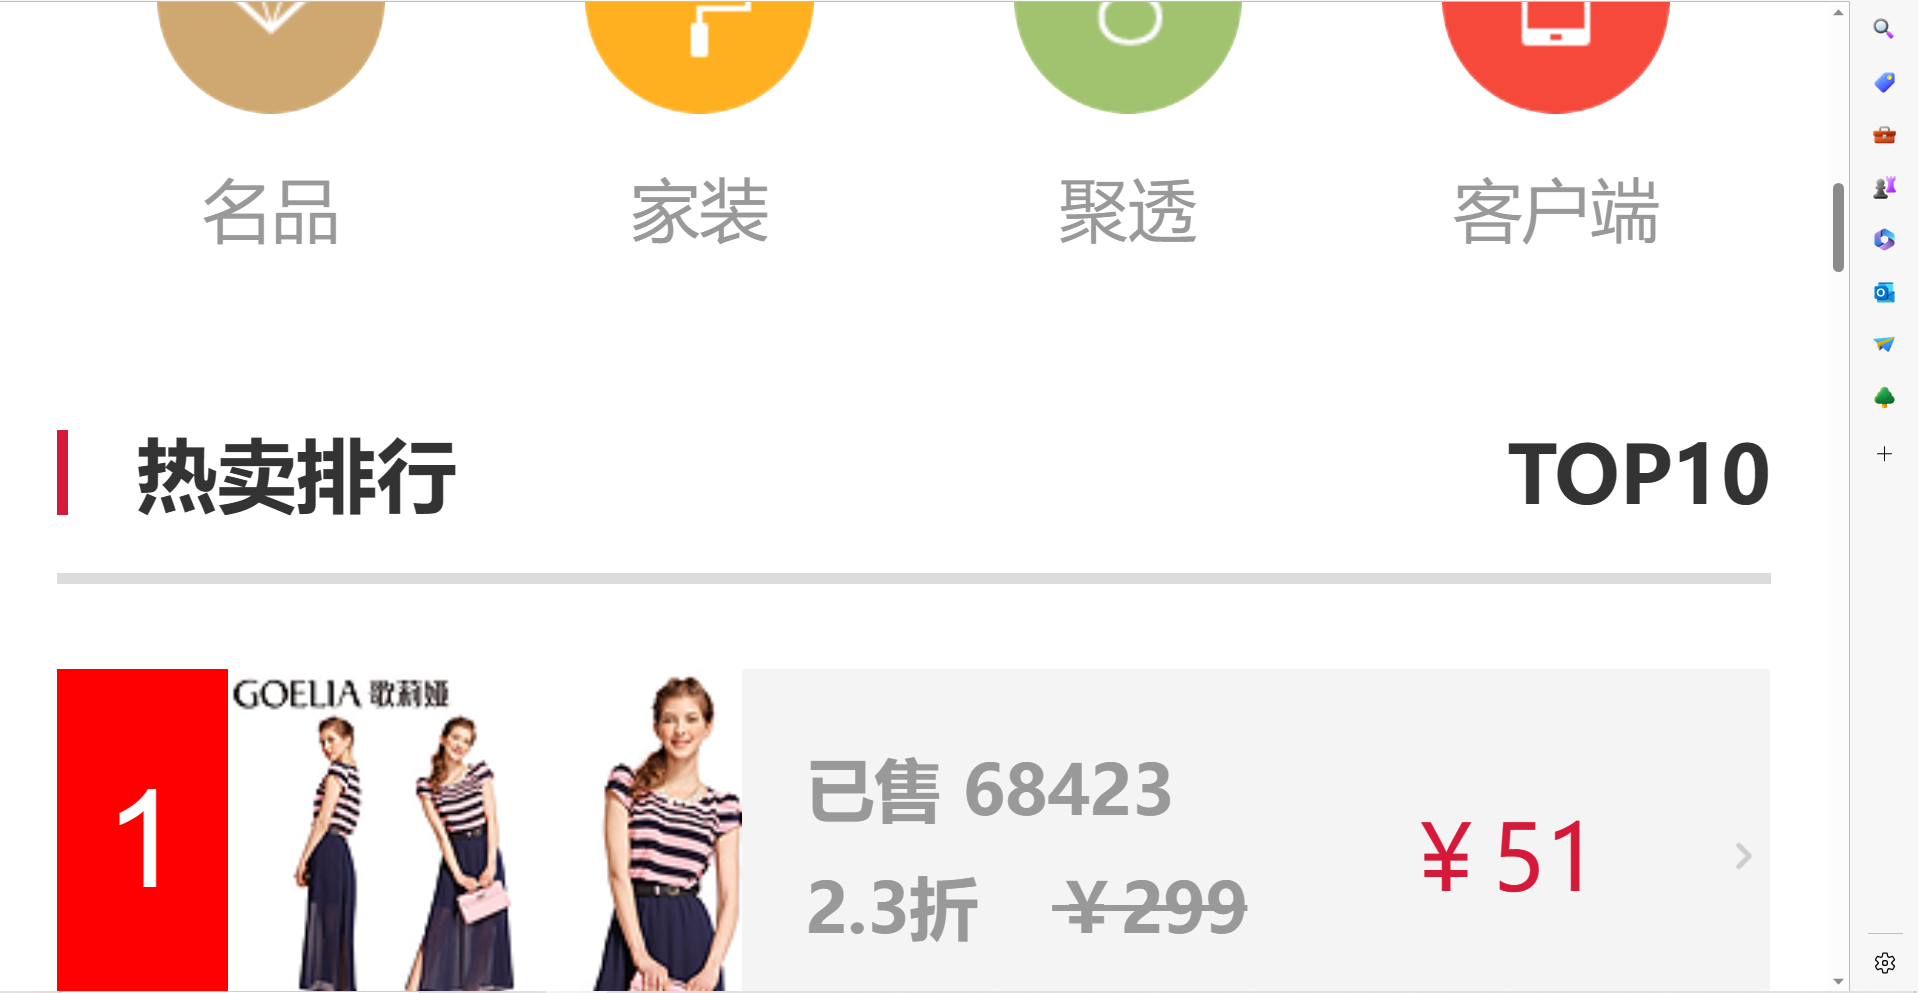 名品 家装 聚透 客户端
热卖排行 TOP10
GOELIA 歌莉娅
1
已售 68423
2.3折 ￥299
￥51